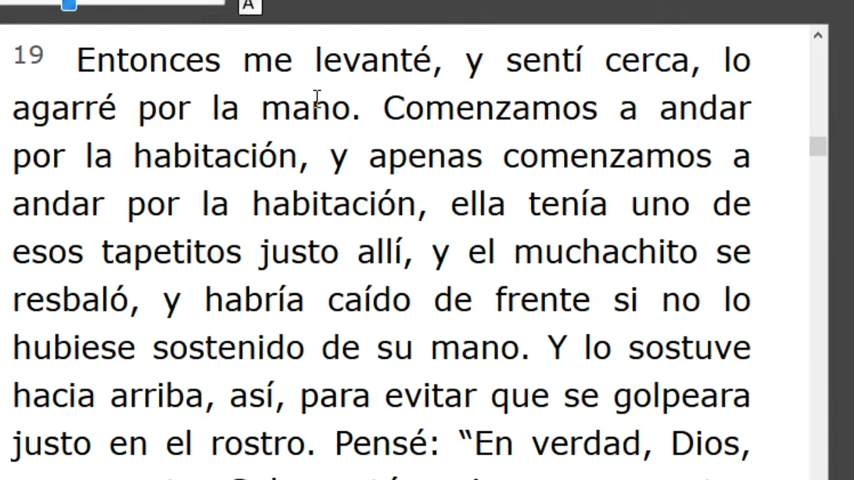 A
19 Entonces me levanté, y sentí cerca, lo
agarré por la mano. Comenzamos a andar
por la habitación, y apenas comenzamos a
andar por la habitación, ella tenía uno de
esos tapetitos justo allí, y el muchachito se
resbaló, y habría caído de frente si no lo
hubiese sostenido de su mano. Y lo sostuve
hacia arriba, así, para evitar que se golpeara
justo en el rostro. Pensé: “En verdad, Dios,